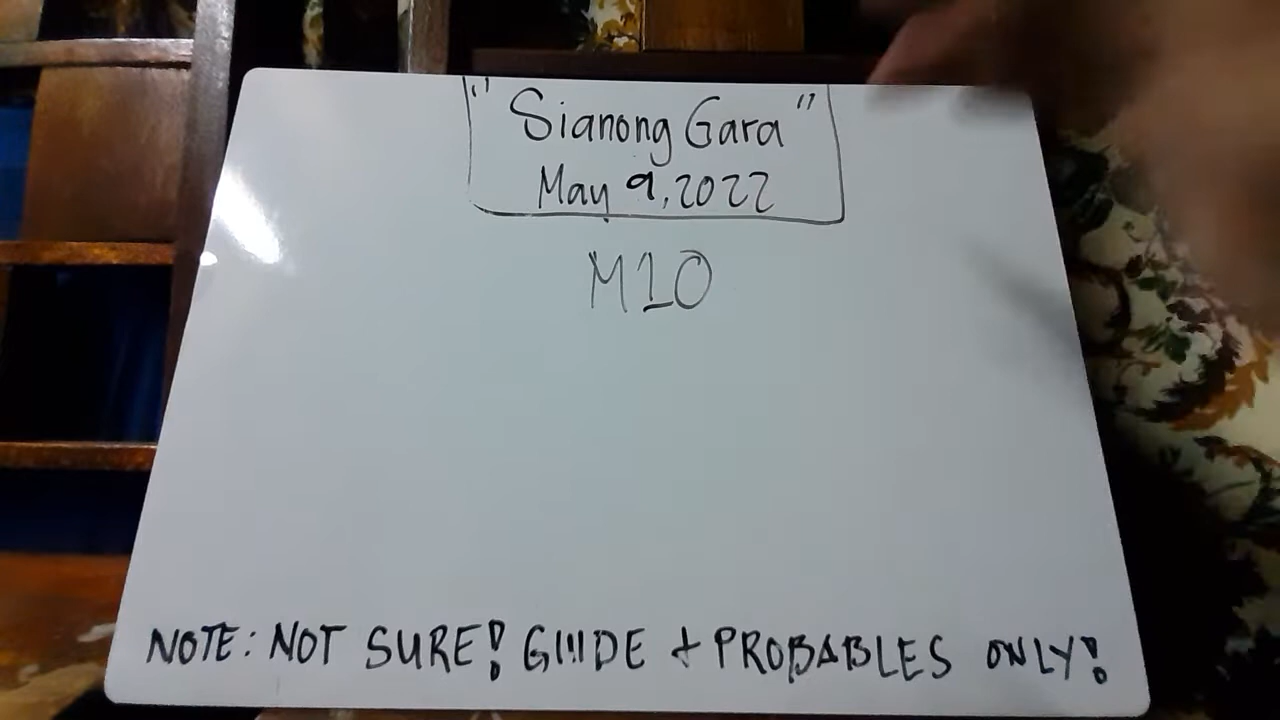 "Sianong Gara"
May 9, 2022
M10
NOTE: NOT SURE! GUIDE + PROBABLES ONLY!